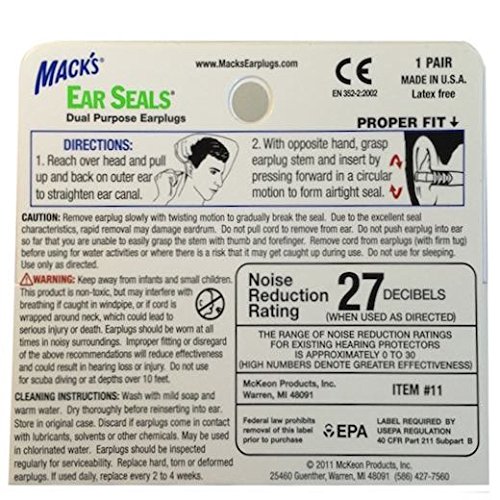 MACK'S®
www.MacksEarplugs.com
CE
EN 352-2:2002
1 PAIR
MADE IN U.S.A.
Latex free
EAR SEALS®
Dual Purpose Earplugs
PROPER FIT
DIRECTIONS:
1. Reach over head and pull
up and back on outer ear
to straighten ear canal.
2. With opposite hand, grasp
earplug stem and insert by
pressing forward in a circular
motion to form airtight seal.
CAUTION: Remove earplug slowly with twisting motion to gradually break the seal. Due to the excellent seal
characteristics, rapid removal may damage eardrum. Do not pull cord to remove from ear. Do not push earplug into ear
so far that you are unable to easily grasp the stem with thumb and forefinger. Remove cord from earplugs (with firm tug)
before using for water activities or where there is a risk that it may get caught up during use. Do not use for sleeping.
Use only as directed.
WARNING: Keep away from infants and small children.
This product is non-toxic, but may interfere with
breathing if caught in windpipe, or if cord is
wrapped around neck, which could lead to
serious injury or death. Earplugs should be worn at all
times in noisy surroundings. Improper fitting or disregard
of the above recommendations will reduce effectiveness
and could result in hearing loss or injury. Do not
use for scuba diving or at depths over 10 feet.
CLEANING INSTRUCTIONS: Wash with mild soap and
warm water. Dry thoroughly before reinserting into ear.
Store in original case. Discard if earplugs come in contact
with lubricants, solvents or other chemicals. May be used
in chlorinated water. Earplugs should be inspected
regularly for serviceability. Replace hard, torn or deformed
earplugs. If used daily, replace every 2 to 4 weeks.
Noise
Reduction
Rating
27 DECIBELS
(WHEN USED AS DIRECTED)
THE RANGE OF NOISE REDUCTION RATINGS
FOR EXISTING HEARING PROTECTORS
IS APPROXIMATELY 0 TO 30
(HIGH NUMBERS DENOTE GREATER EFFECTIVENESS)
McKeon Products, Inc.
Warren, MI 48091
ITEM #11
Federal law prohibits
removal of this label
prior to purchase
EPA
LABEL REQUIRED BY
USEPA REGULATION
40 CFR Part 211 Subpart B
© 2011 McKeon Products, Inc.
25460 Guenther, Warren, MI 48091 (USA) / (586) 427-7560